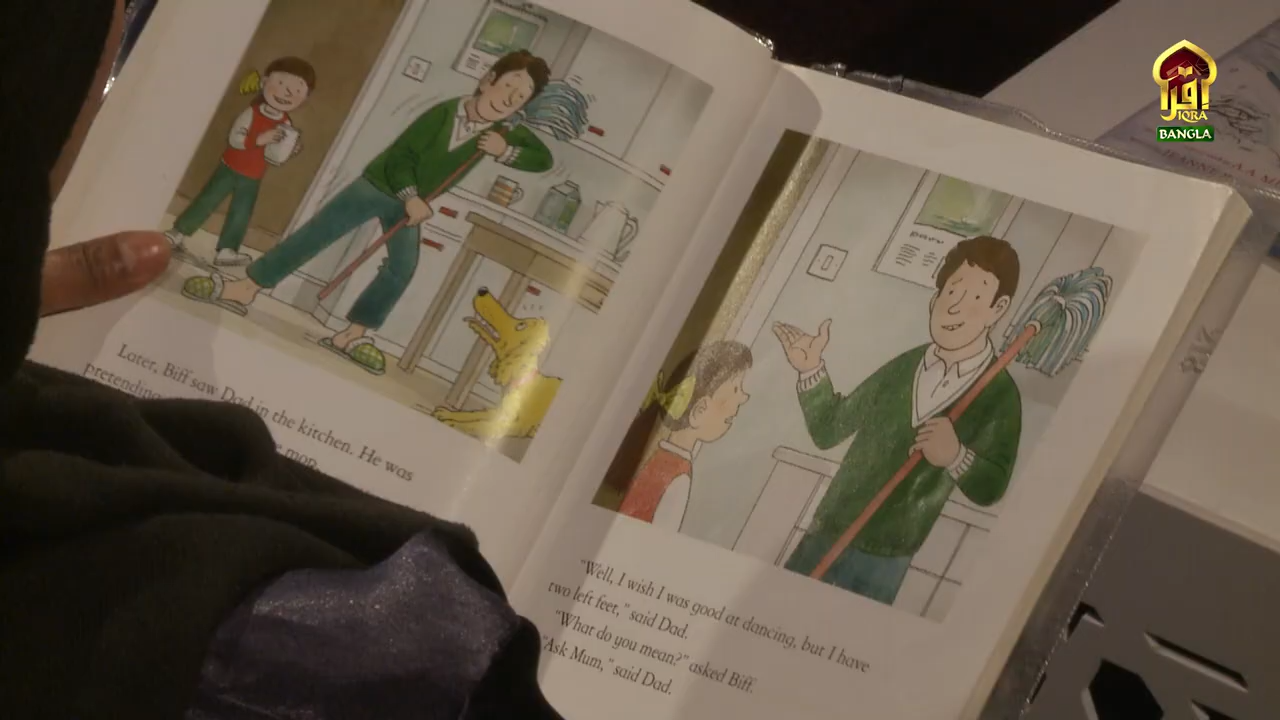 Later, Biff saw Dad in the kitchen. He was
pretending
mop.
"Well, I wish I was good at dancing, but I have
two left feet," said Dad.
"What do you mean?" asked Biff.
"Ask Mum," said Dad.
اقرأ
IQRA
BANGLA